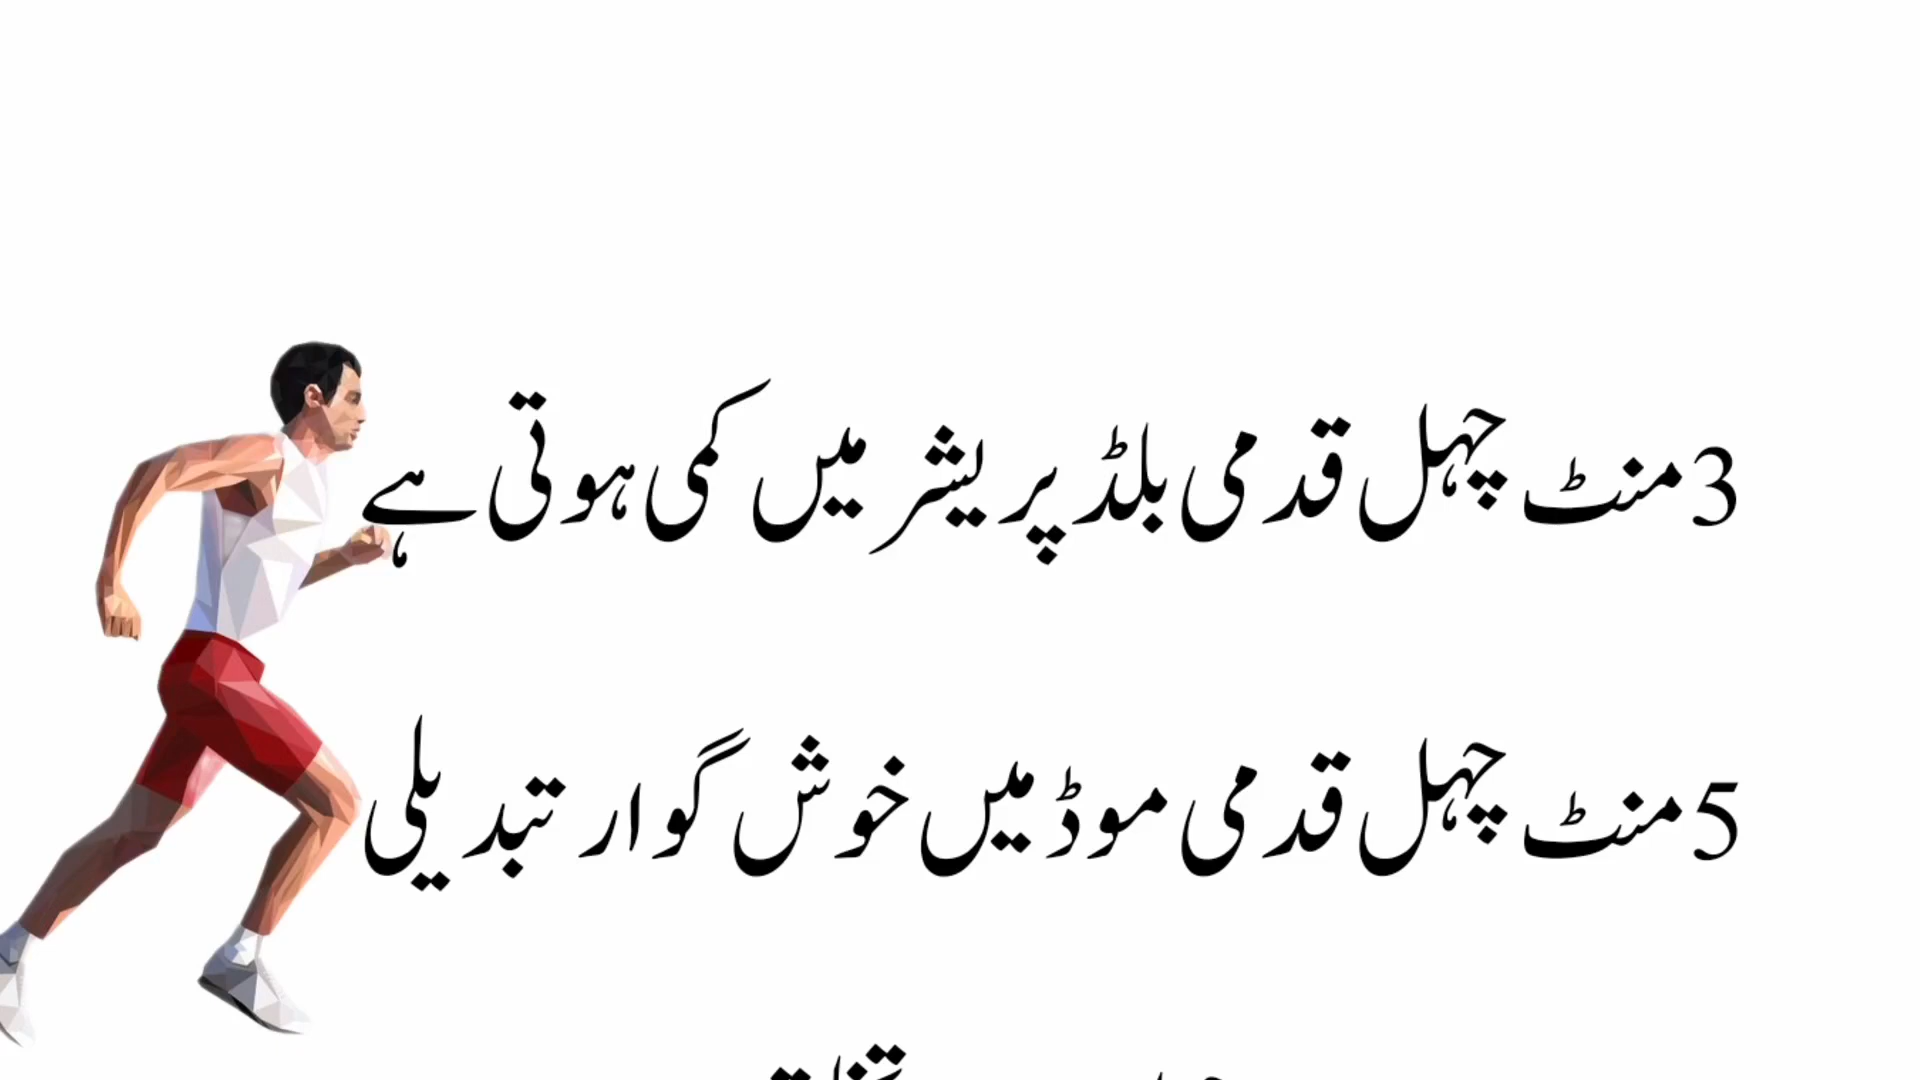 3 منٹ چہل قدمی بلڈ پریشر میں کمی ہوتی ہے
5 منٹ چہل قدمی موڈ میں خوش گوار تبدیلی